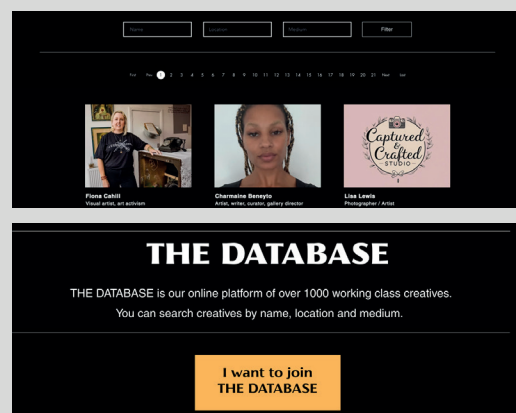 Name
Location
Medium
Filter
First Prev 1 2 3 4 5 6 7 8 9 10 11 12 13 14 15 16 17 18 19 20 21 Next Last
Captured
&
Crafted
STUDIO
Fiona Cahill
Visual artist, art activism
Charmaine Beneyto
Artist, writer, curator, gallery director
Lisa Lewis
Photographer / Artist
THE DATABASE
THE DATABASE is our online platform of over 1000 working class creatives.
You can search creatives by name, location and medium.
I want to join
THE DATABASE